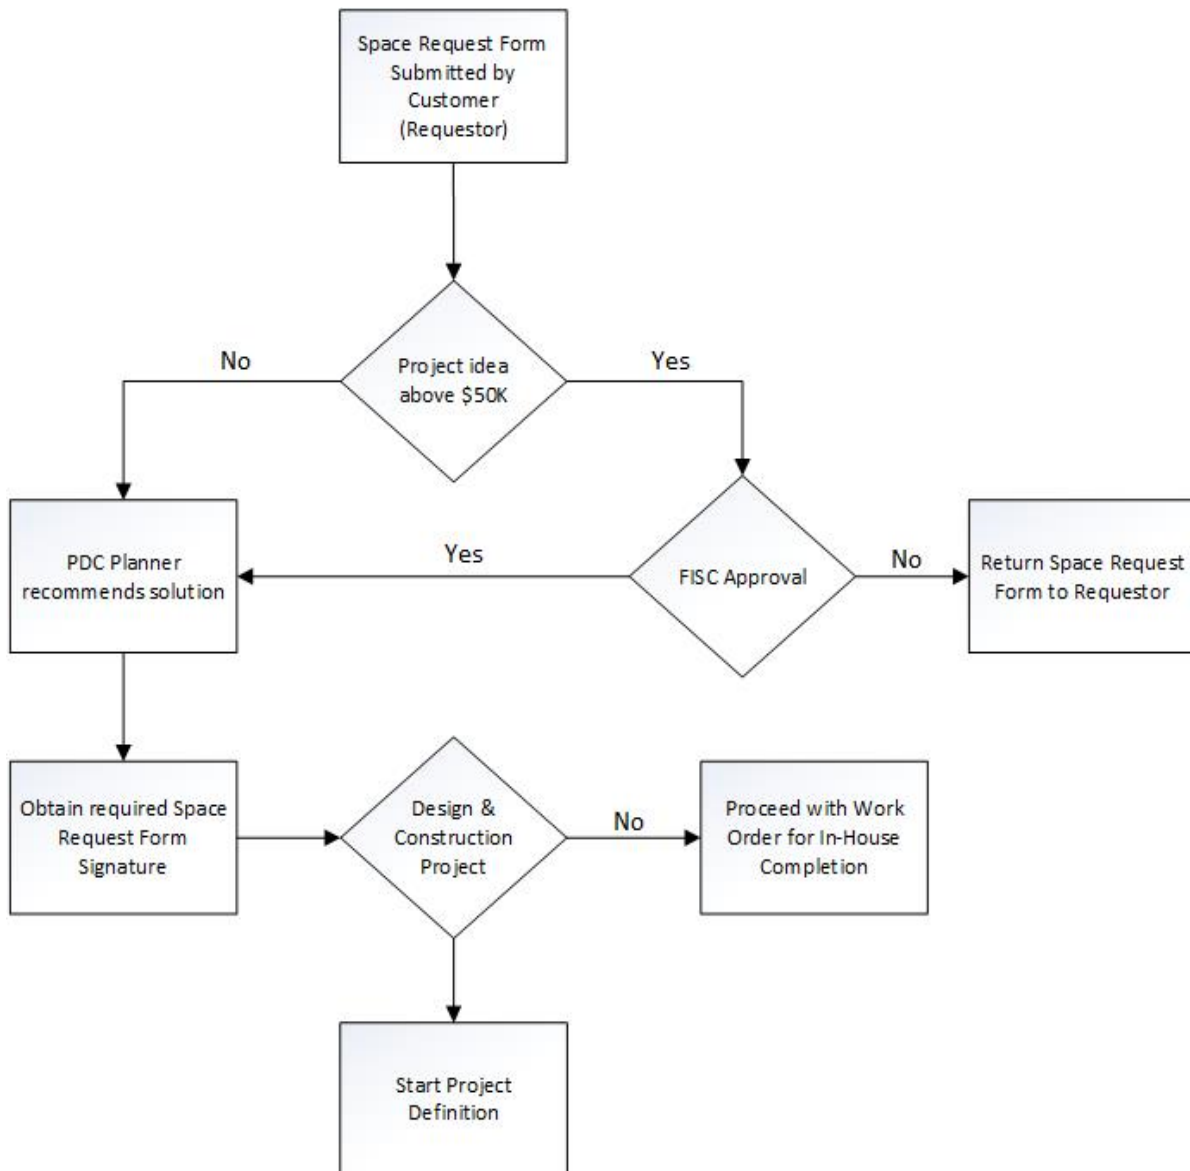 Space Request Form
Submitted by
Customer
(Requestor)
No
Project idea
above $50K
Yes
PDC Planner
recommends solution
Yes
FISC Approval
No
Return Space Request
Form to Requestor
Obtain required Space
Request Form
Signature
Design &
Construction
Project
No
Proceed with Work
Order for In-House
Completion
Start Project
Definition